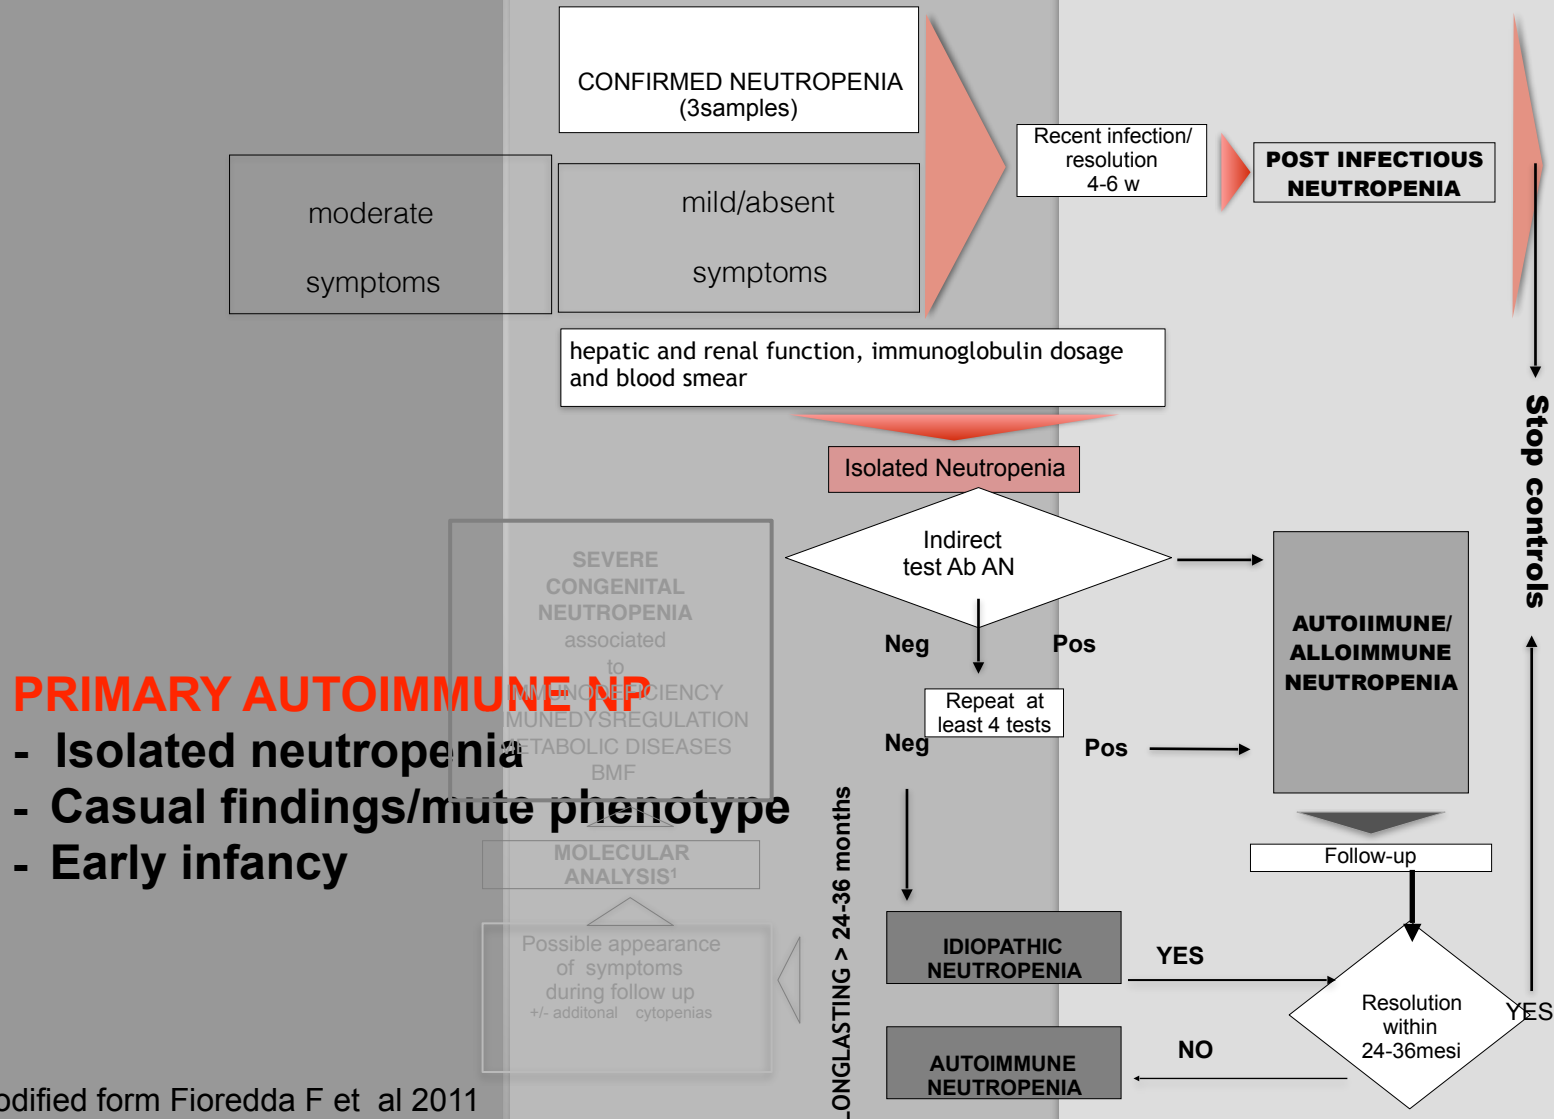 CONFIRMED NEUTROPENIA
(3samples)
Recent infection/
resolution
4-6 w
POST INFECTIOUS
NEUTROPENIA
moderate
symptoms
mild/absent
symptoms
hepatic and renal function, immunoglobulin dosage
and blood smear
Isolated Neutropenia
Indirect
test Ab AN
Neg
Pos
Repeat at
least 4 tests
Neg
Pos
AUTOIIMUNE/
ALLOIMMUNE
NEUTROPENIA
Stop controls
SEVERE
CONGENITAL
NEUTROPENIA
associated
to
MMUNODEFICIENCY
MUNEDYSREGULATION
METABOLIC DISEASES
BMF
PRIMARY AUTOIMMUNE NP
- Isolated neutropenia
- Casual findings/mute phenotype
- Early infancy
MOLECULAR
ANALYSIS¹
Possible appearance
of symptoms
during follow up
+/- additonal cytopenias
LONGLASTING > 24-36 months
Follow-up
IDIOPATHIC
NEUTROPENIA
YES
Resolution
within
24-36mesi
YES
AUTOIMMUNE
NEUTROPENIA
NO
odified form Fioredda F et al 2011